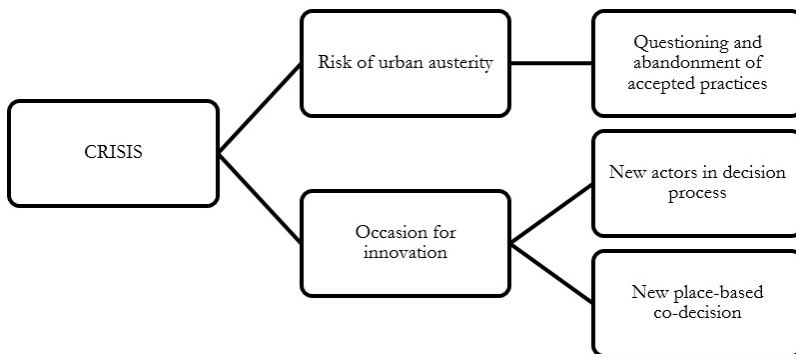 CRISIS
Risk of urban austerity
Questioning and
abandonment of
accepted practices
Occasion for
innovation
New actors in decision
process
New place-based
co-decision